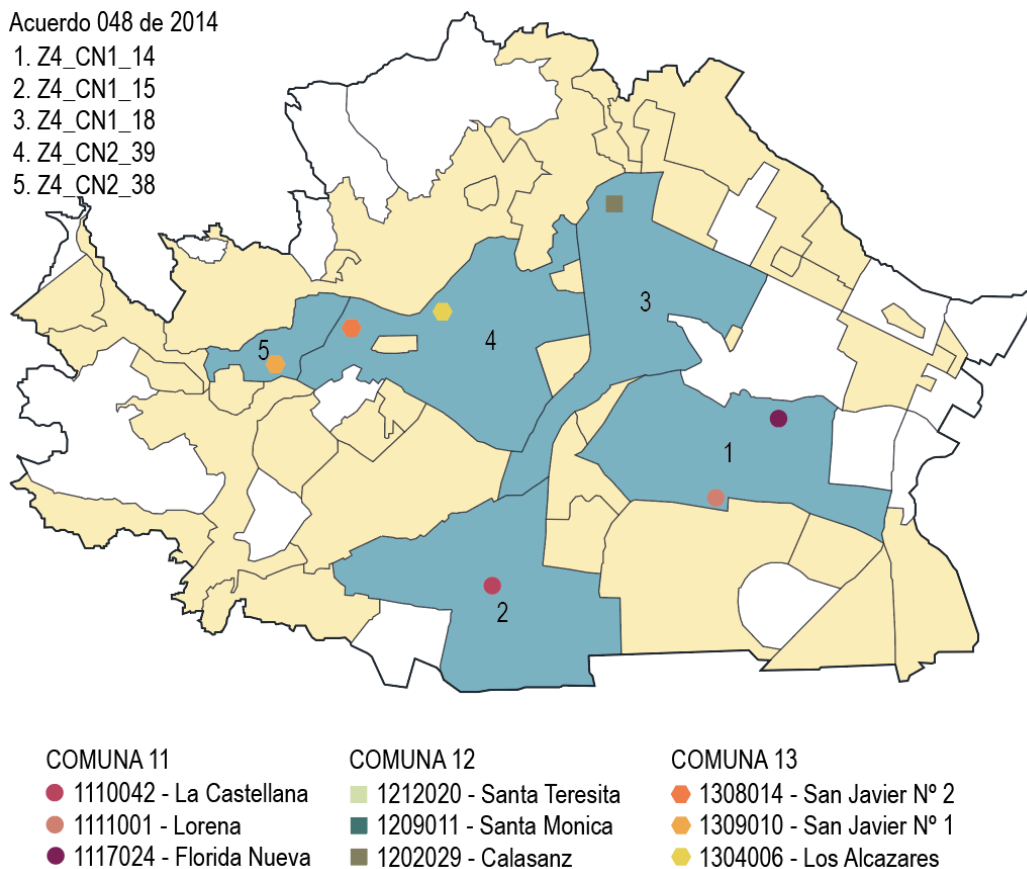 Acuerdo 048 de 2014
1. Z4_CN1_14
2. Z4_CN1_15
3. Z4_CN1_18
4. Z4_CN2_39
5. Z4_CN2_38
3
4
5
1
2
COMUNA 11
1110042 - La Castellana
1111001 - Lorena
1117024 - Florida Nueva
COMUNA 12
1212020 - Santa Teresita
1209011 - Santa Monica
1202029 - Calasanz
COMUNA 13
1308014 - San Javier Nº 2
1309010 - San Javier Nº 1
1304006 - Los Alcazares